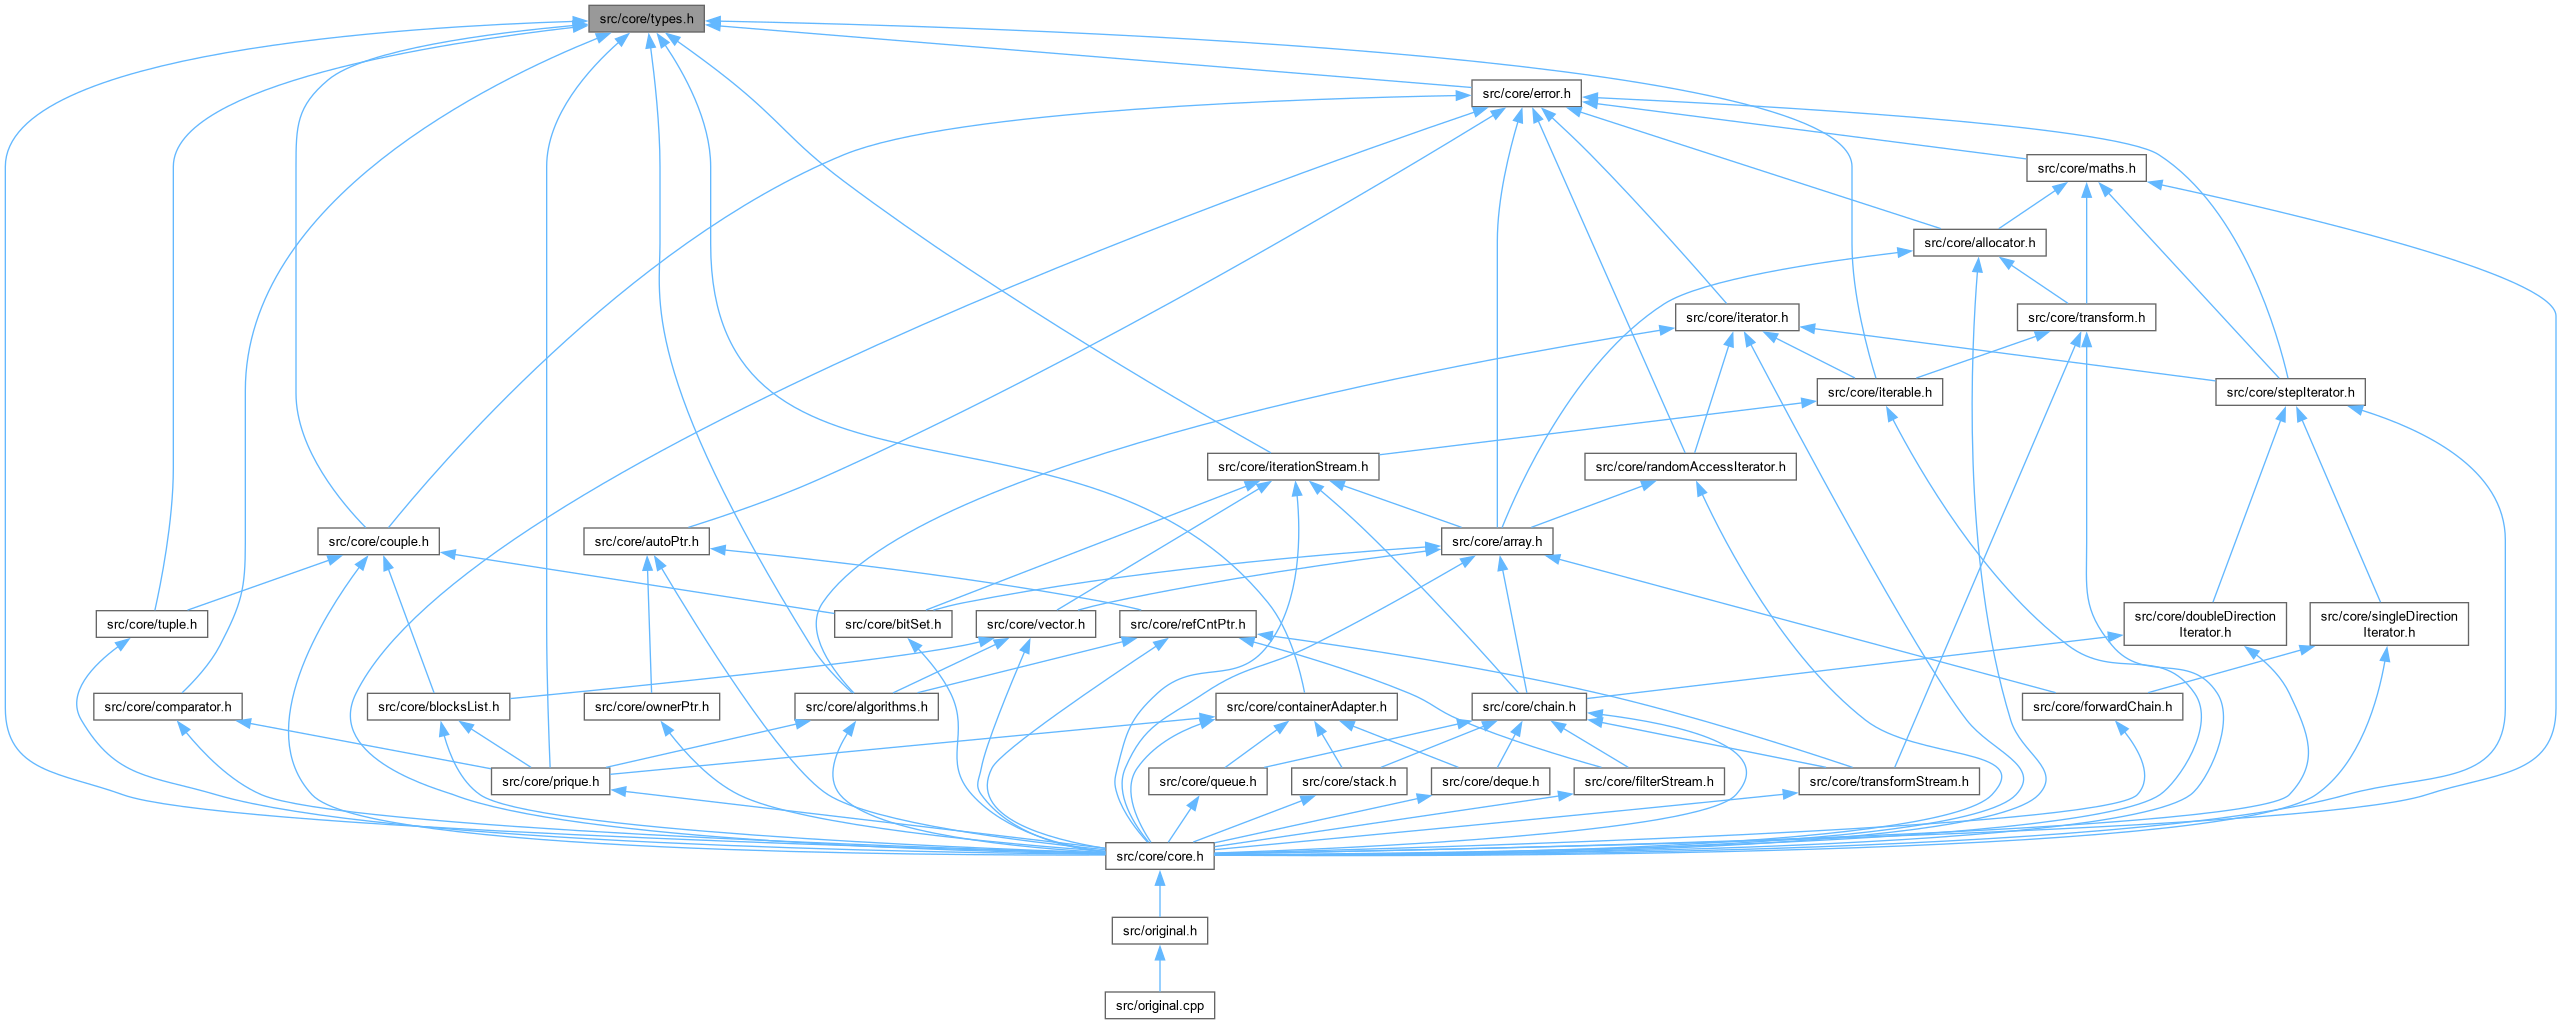 src/core/types.h
src/core/error.h
src/core/maths.h
src/core/allocator.h
src/core/iterator.h
src/core/transform.h
src/core/iterable.h
src/core/stepIterator.h
src/core/iterationStream.h
src/core/randomAccessIterator.h
src/core/couple.h
src/core/autoPtr.h
src/core/array.h
src/core/tuple.h
src/core/bitSet.h
src/core/vector.h
src/core/refCntPtr.h
src/core/doubleDirection
Iterator.h
src/core/singleDirection
Iterator.h
src/core/comparator.h
src/core/blocksList.h
src/core/ownerPtr.h
src/core/algorithms.h
src/core/containerAdapter.h
src/core/chain.h
src/core/forwardChain.h
src/core/prique.h
src/core/queue.h
src/core/stack.h
src/core/deque.h
src/core/filterStream.h
src/core/transformStream.h
src/core/core.h
src/original.h
src/original.cpp